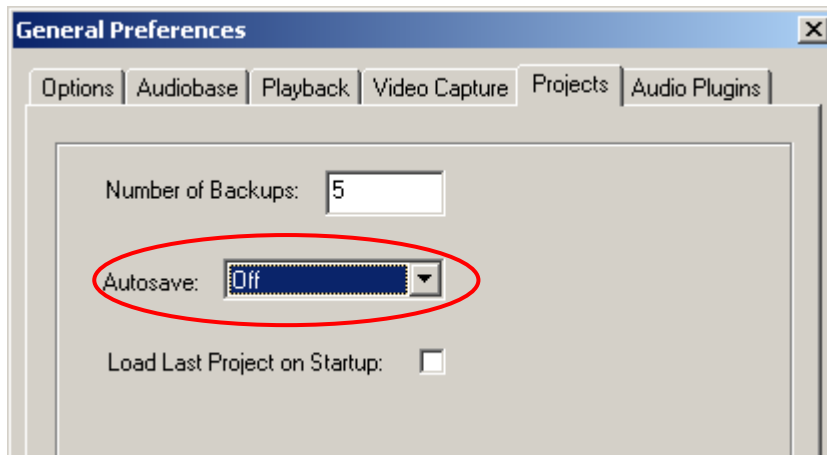 General Preferences
Options Audiobase Playback Video Capture Projects Audio Plugins
Number of Backups: 5
Autosave: Off
Load Last Project on Startup: